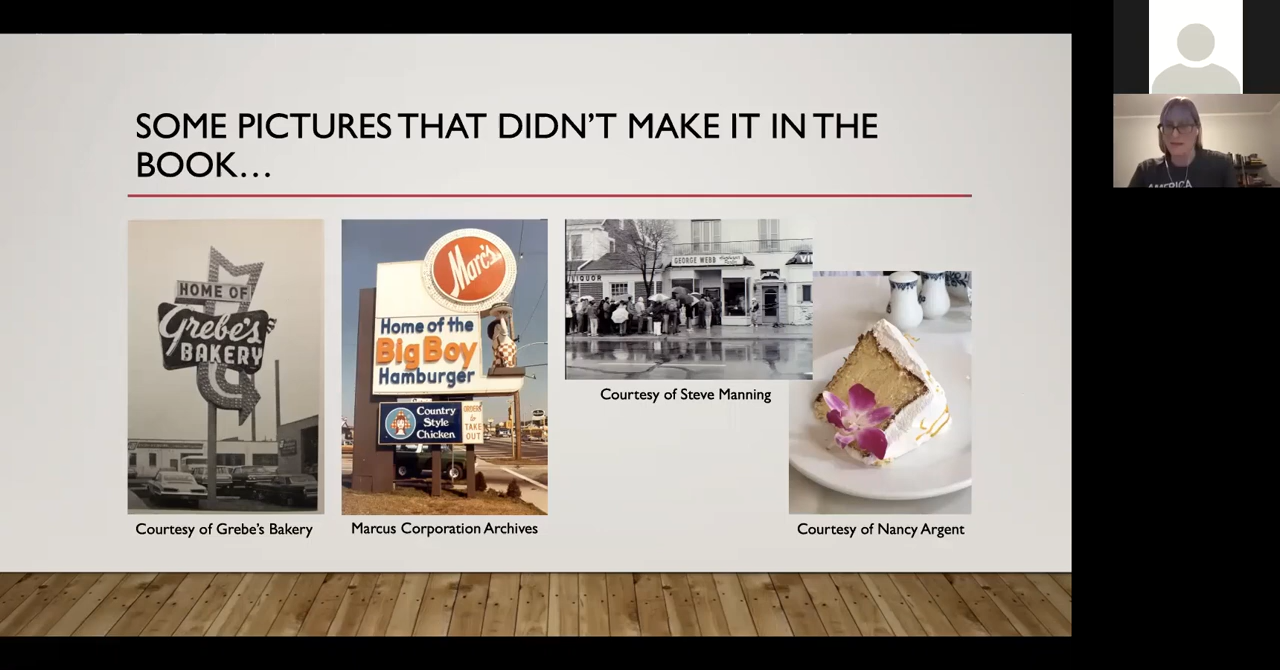 SOME PICTURES THAT DIDN'T MAKE IT IN THE
BOOK...
HOME OF
Grebe's
BAKERY
Courtesy of Grebe's Bakery
Marc's
Home of the
Big Boy
Hamburger
Country
Style
Chicken
ORDERS
to
TAKE
OUT
Marcus Corporation Archives
LIQUOR
GEORGE WEBB
Courtesy of Steve Manning
Courtesy of Nancy Argent
AMERICA